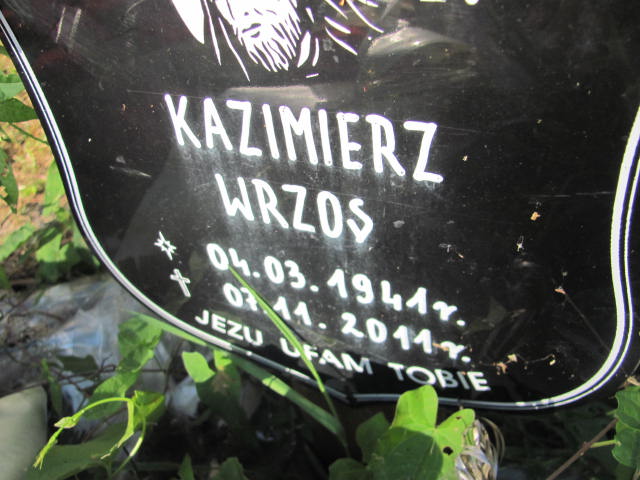 KAZIMIERZ
WRZOS
04.03.1941r.
07.11.2011r.
JEZU UFAM TOBIE